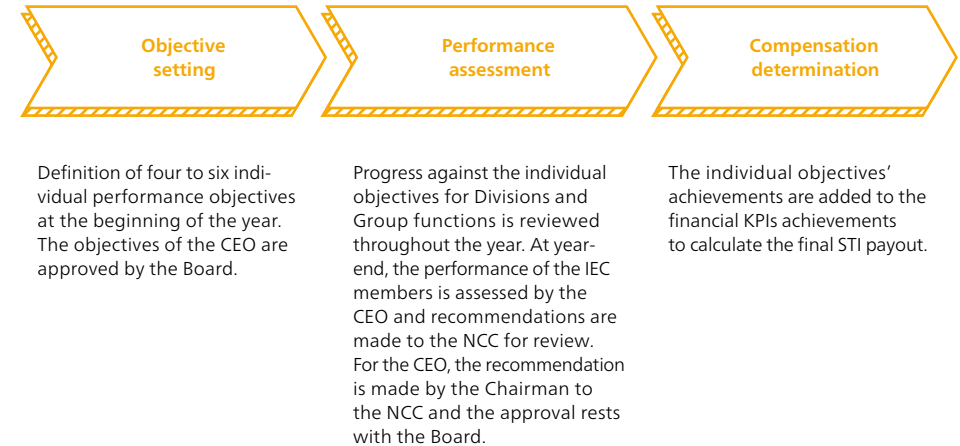 Objective
setting
Performance
assessment
Compensation
determination
Definition of four to six indi-
vidual performance objectives
at the beginning of the year.
The objectives of the CEO are
approved by the Board.
Progress against the individual
objectives for Divisions and
Group functions is reviewed
throughout the year. At year-
end, the performance of the IEC
members is assessed by the
CEO and recommendations are
made to the NCC for review.
For the CEO, the recommendation
is made by the Chairman to
the NCC and the approval rests
with the Board.
The individual objectives’
achievements are added to the
financial KPIs achievements
to calculate the final STI payout.